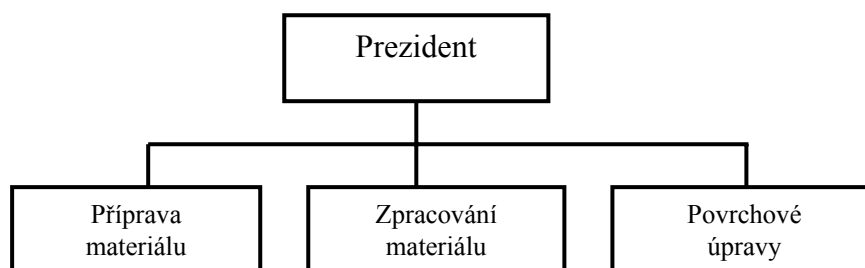 Prezident
Příprava
materiálu
Zpracování
materiálu
Povrchové
úpravy